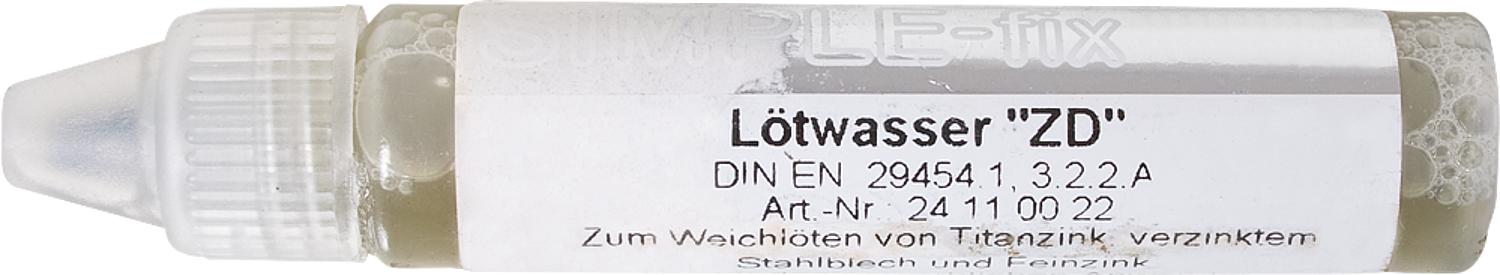 SIMPLE-fix
Lötwasser "ZD"
DIN EN 29454.1, 3.2.2.A
Art.-Nr.: 24 11 00 22
Zum Weichlöten von Titanzink, verzinktem
Stahlblech und Feinzink